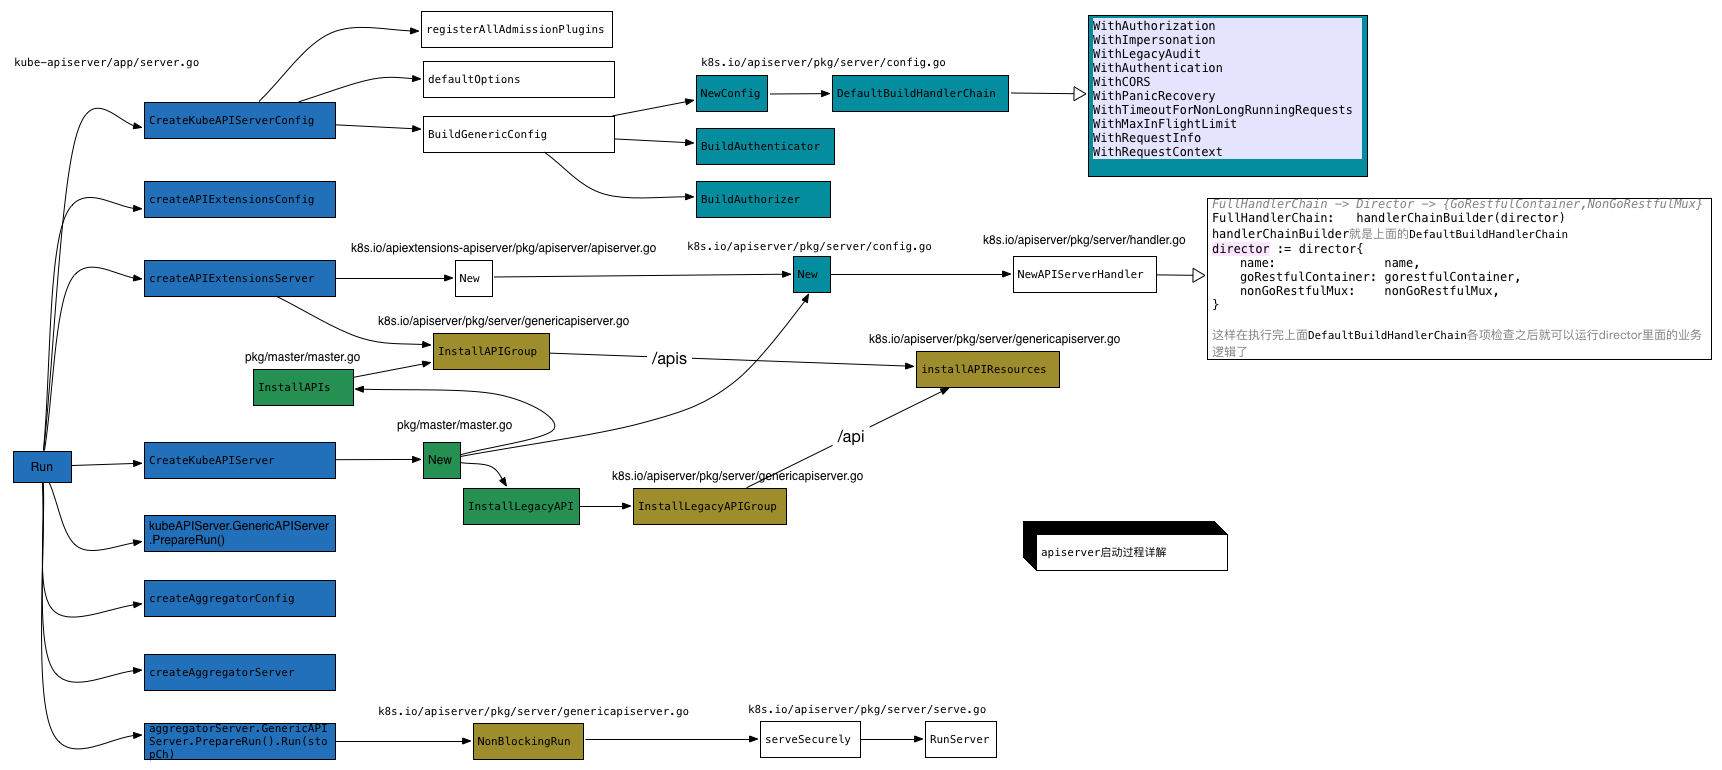 registerAllAdmissionPlugins
kube-apiserver/app/server.go
defaultOptions
k8s.io/apiserver/pkg/server/config.go
NewConfig
DefaultBuildHandlerChain
WithAuthorization
WithImpersonation
WithLegacyAudit
WithAuthentication
WithCORS
WithPanicRecovery
WithTimeoutForNonLongRunningRequests
WithMaxInFlightLimit
WithRequestInfo
WithRequestContext
CreateKubeAPIServerConfig
BuildGenericConfig
BuildAuthenticator
createAPIExtensionsConfig
BuildAuthorizer
FullHandlerChain -> Director -> {GoRestfulContainer,NonGoRestfulMux}
FullHandlerChain: handlerChainBuilder(director)
handlerChainBuilder就是上面的DefaultBuildHandlerChain
director := director{
name: name,
goRestfulContainer: gorestfulContainer,
nonGoRestfulMux: nonGoRestfulMux,
}
这样在执行完上面DefaultBuildHandlerChain各项检查之后就可以运行director里面的业务
逻辑了
k8s.io/apiextensions-apiserver/pkg/apiserver/apiserver.go
k8s.io/apiserver/pkg/server/config.go
k8s.io/apiserver/pkg/server/handler.go
createAPIExtensionsServer
New
New
NewAPIServerHandler
k8s.io/apiserver/pkg/server/genericapiserver.go
InstallAPIGroup
/apis
k8s.io/apiserver/pkg/server/genericapiserver.go
installAPIResources
pkg/master/master.go
InstallAPIs
pkg/master/master.go
/api
Run
CreateKubeAPIServer
New
k8s.io/apiserver/pkg/server/genericapiserver.go
InstallLegacyAPI
InstallLegacyAPIGroup
kubeAPIServer.GenericAPIServer
.PrepareRun()
apiserver启动过程详解
createAggregatorConfig
createAggregatorServer
k8s.io/apiserver/pkg/server/genericapiserver.go
k8s.io/apiserver/pkg/server/serve.go
aggregatorServer.GenericAPI
Server.PrepareRun().Run(sto
pCh)
NonBlockingRun
serveSecurely
RunServer